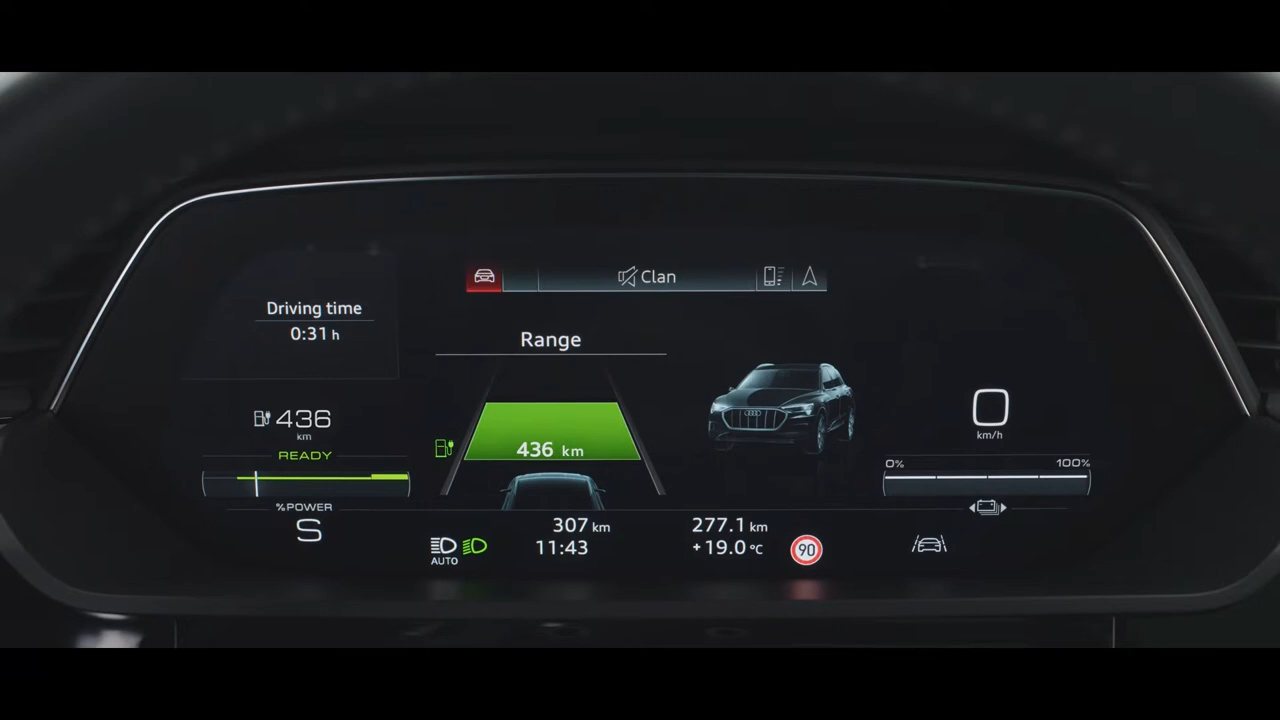 Clan
Driving time
0:31 h
Range
436
km
READY
436 km
0
km/h
0% 100%
% POWER
S
307 km
277.1 km
AUTO
11:43
+19.0 °C
90